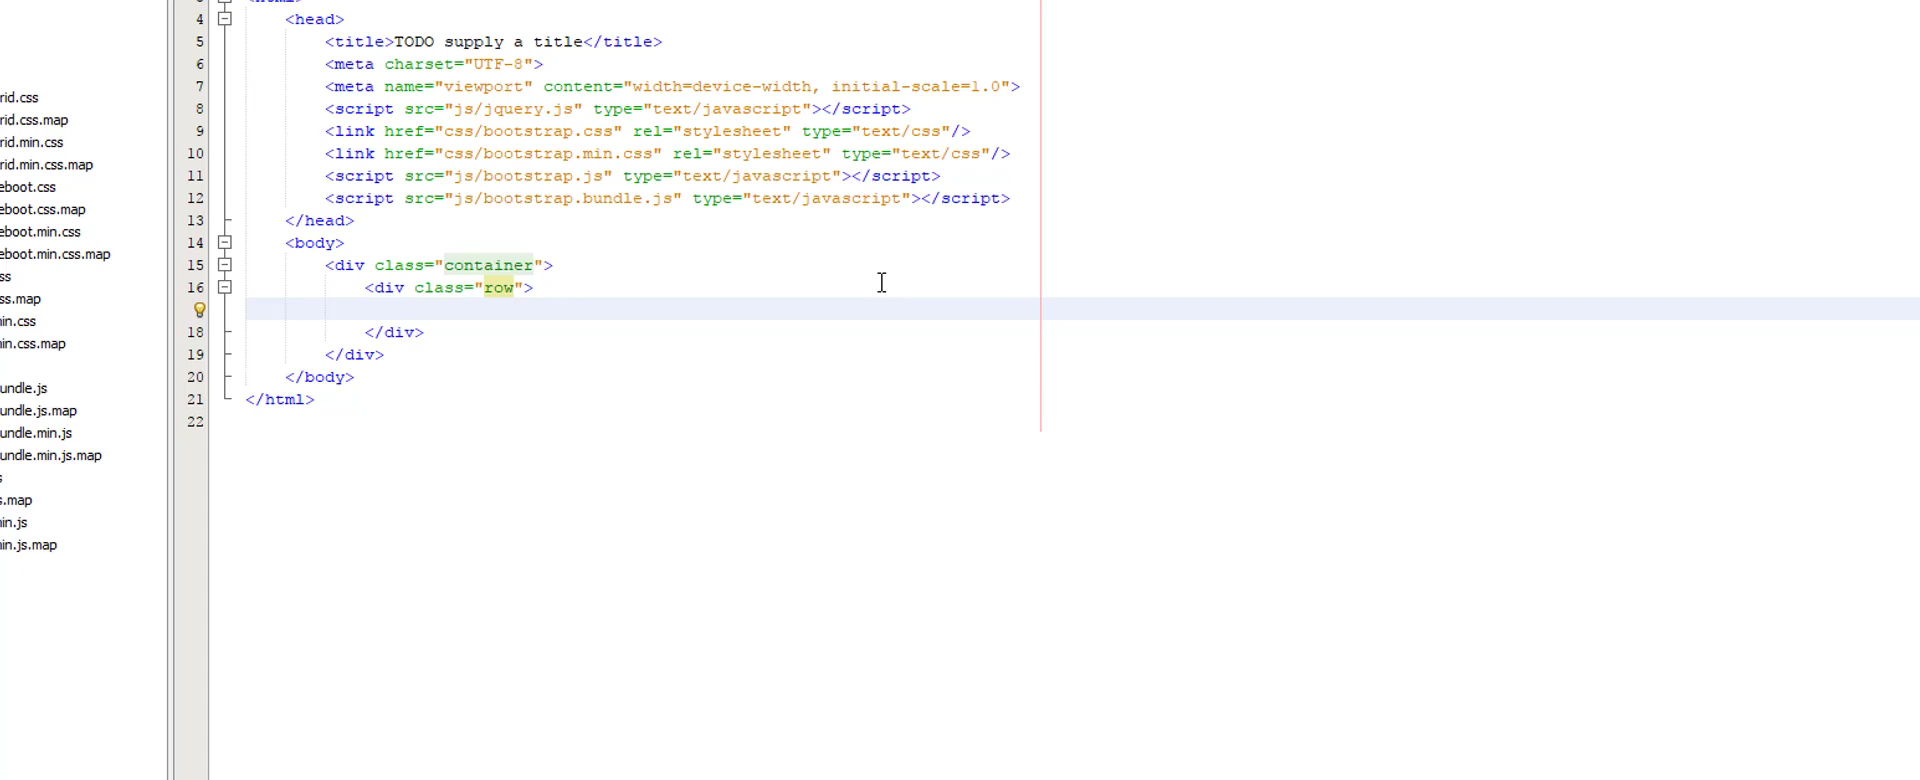 <html>
4 <head>
5 <title>TODO supply a title</title>
6 <meta charset="UTF-8">
7 <meta name="viewport" content="width=device-width, initial-scale=1.0">
8 <script src="js/jquery.js" type="text/javascript"></script>
9 <link href="css/bootstrap.css" rel="stylesheet" type="text/css"/>
10 <link href="css/bootstrap.min.css" rel="stylesheet" type="text/css"/>
11 <script src="js/bootstrap.js" type="text/javascript"></script>
12 <script src="js/bootstrap.bundle.js" type="text/javascript"></script>
13 </head>
14 <body>
15 <div class="container">
16 <div class="row">
18 </div>
19 </div>
20 </body>
21 </html>
22
rid.css
rid.css.map
rid.min.css
rid.min.css.map
eboot.css
eboot.css.map
eboot.min.css
eboot.min.css.map
ss
ss.map
in.css
in.css.map
undle.js
undle.js.map
undle.min.js
undle.min.js.map
s
s.map
in.js
in.js.map